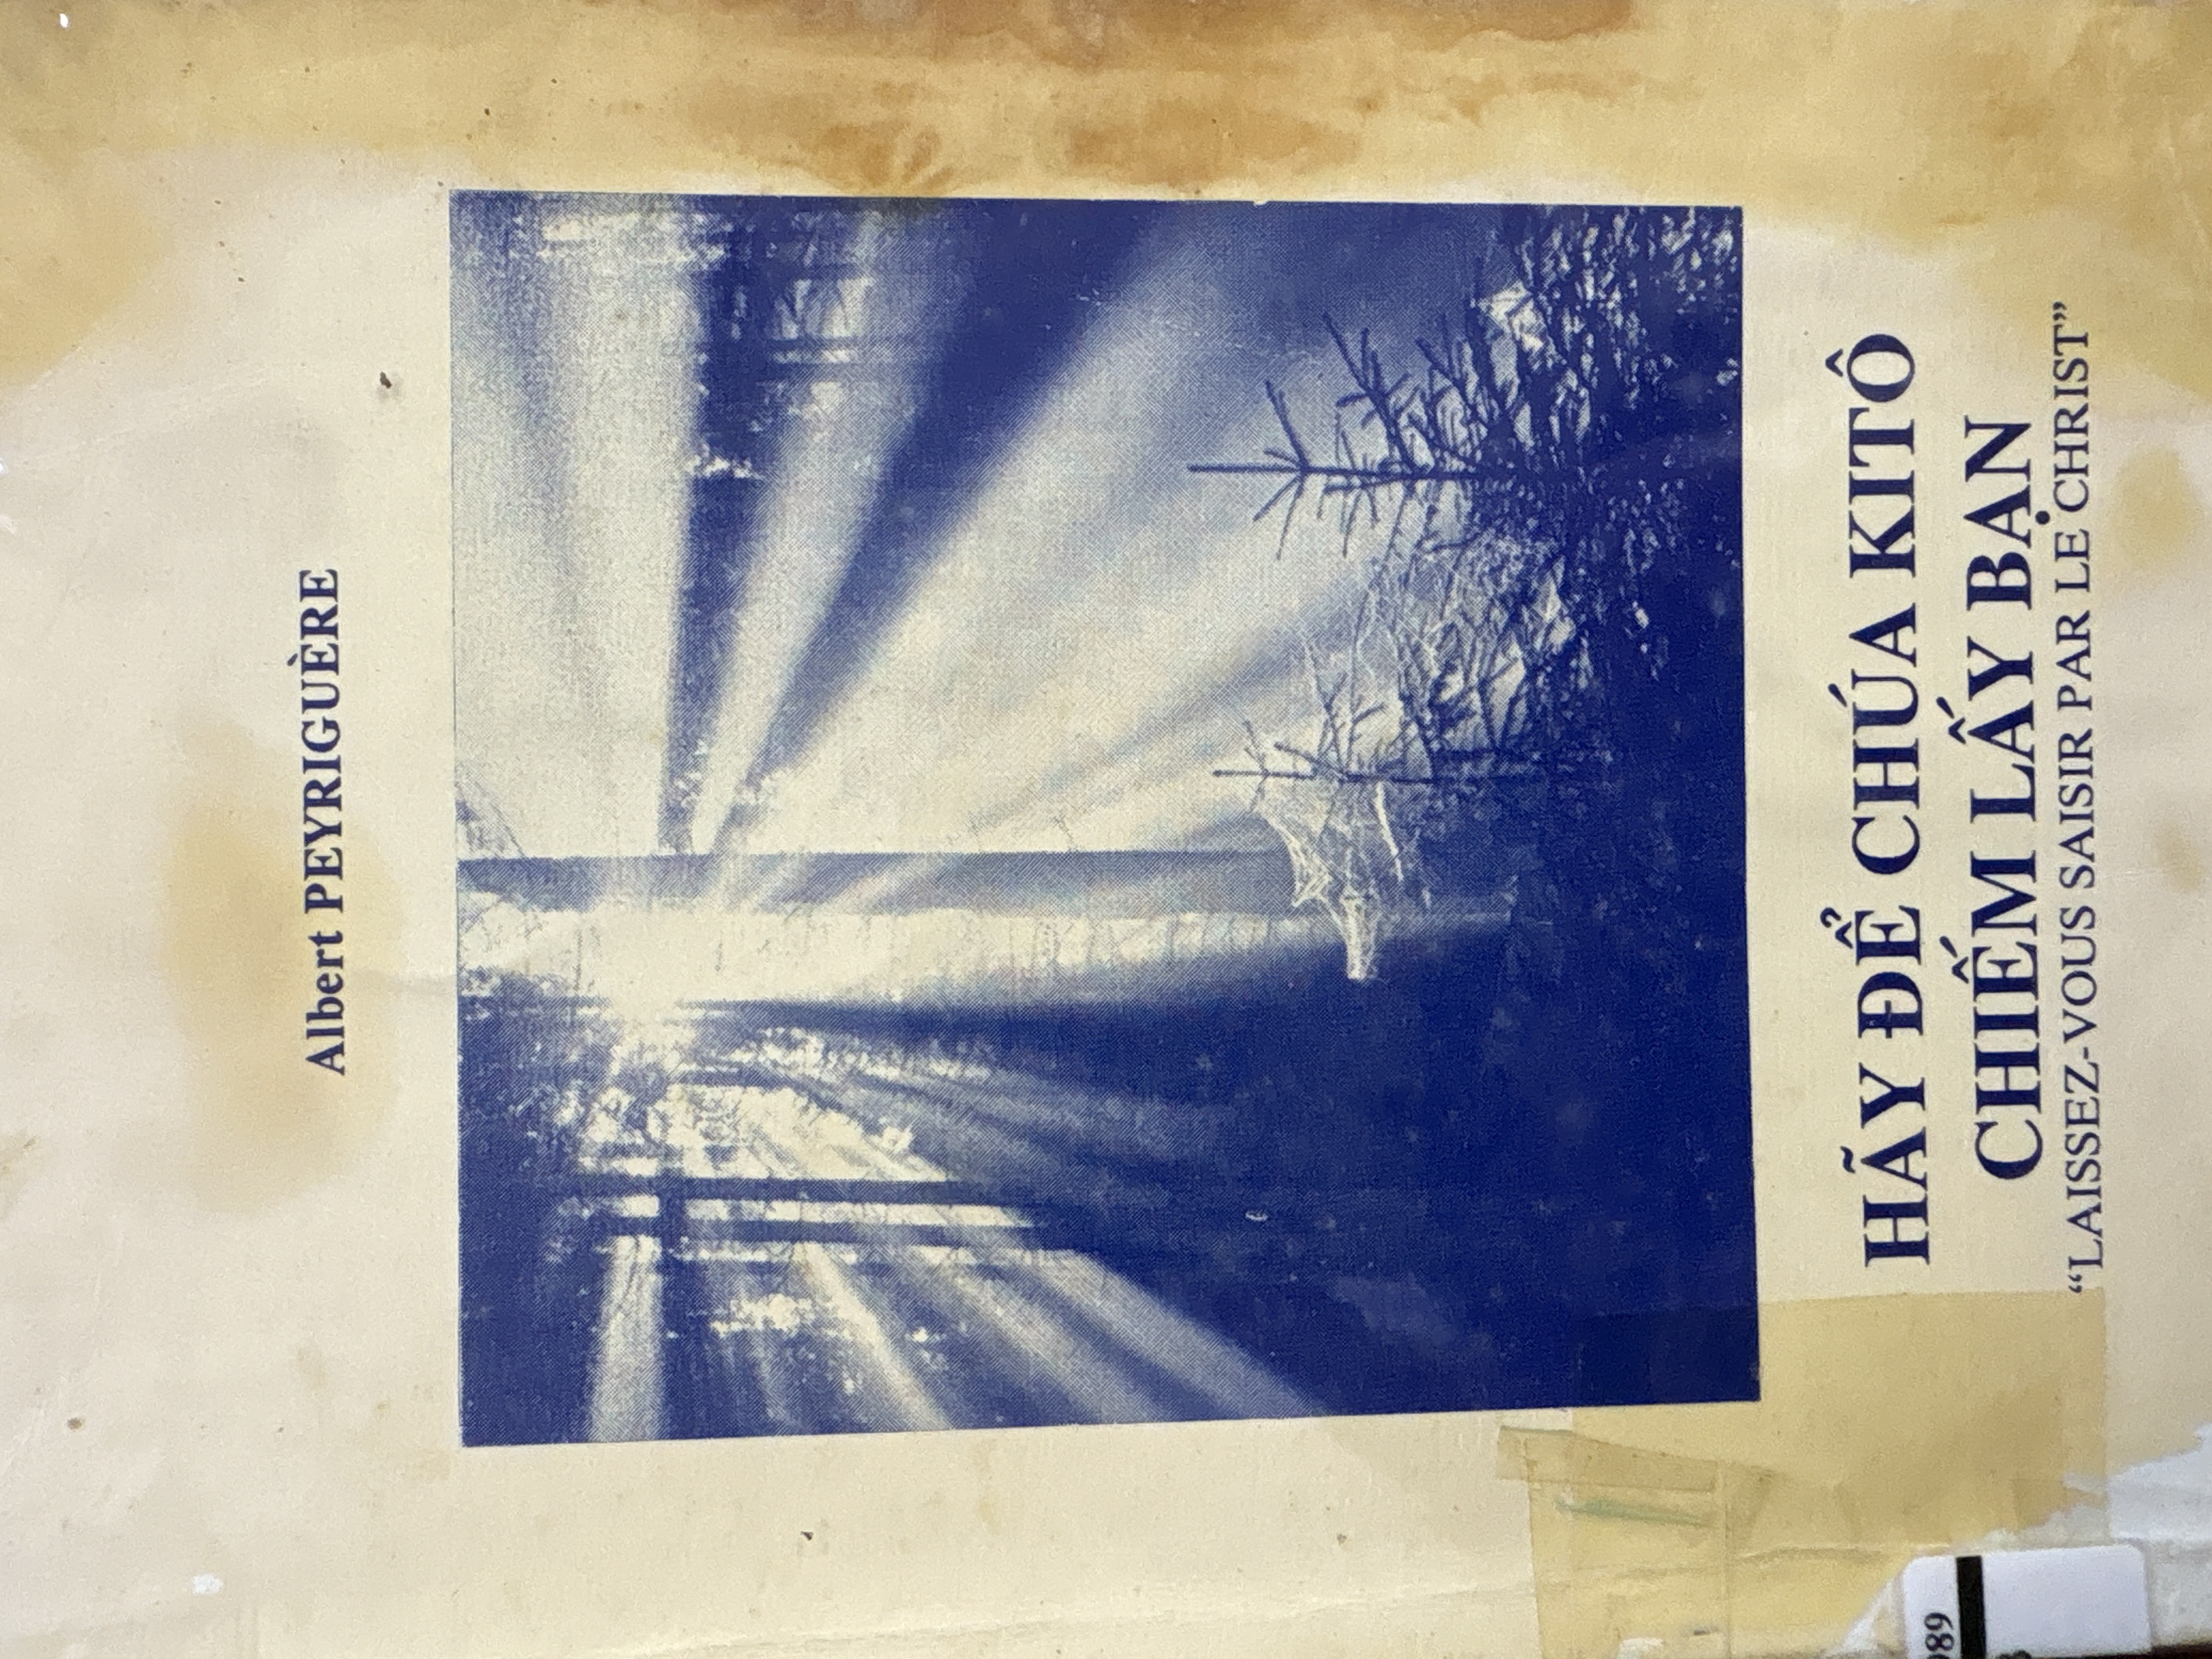 Albert PEYRIGUÈRE
HÃY ĐỂ CHÚA KITÔ
CHIẾM LẤY BẠN
“LAISSEZ-VOUS SAISIR PAR LE CHRIST”